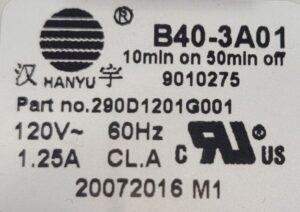 ®
B40-3A01
10min on 50min off
汉 HANYU 宇
9010275
Part no.290D1201G001
120V~ 60Hz
1.25A CL.A
C RU US
20072016 M1